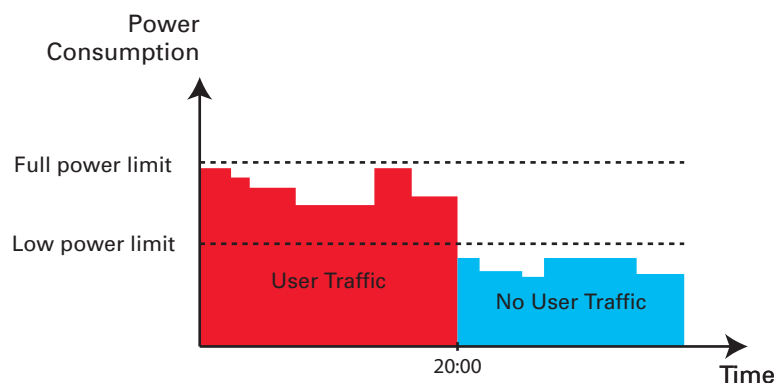 Power
Consumption
Full power limit
Low power limit
User Traffic
No User Traffic
20:00
Time